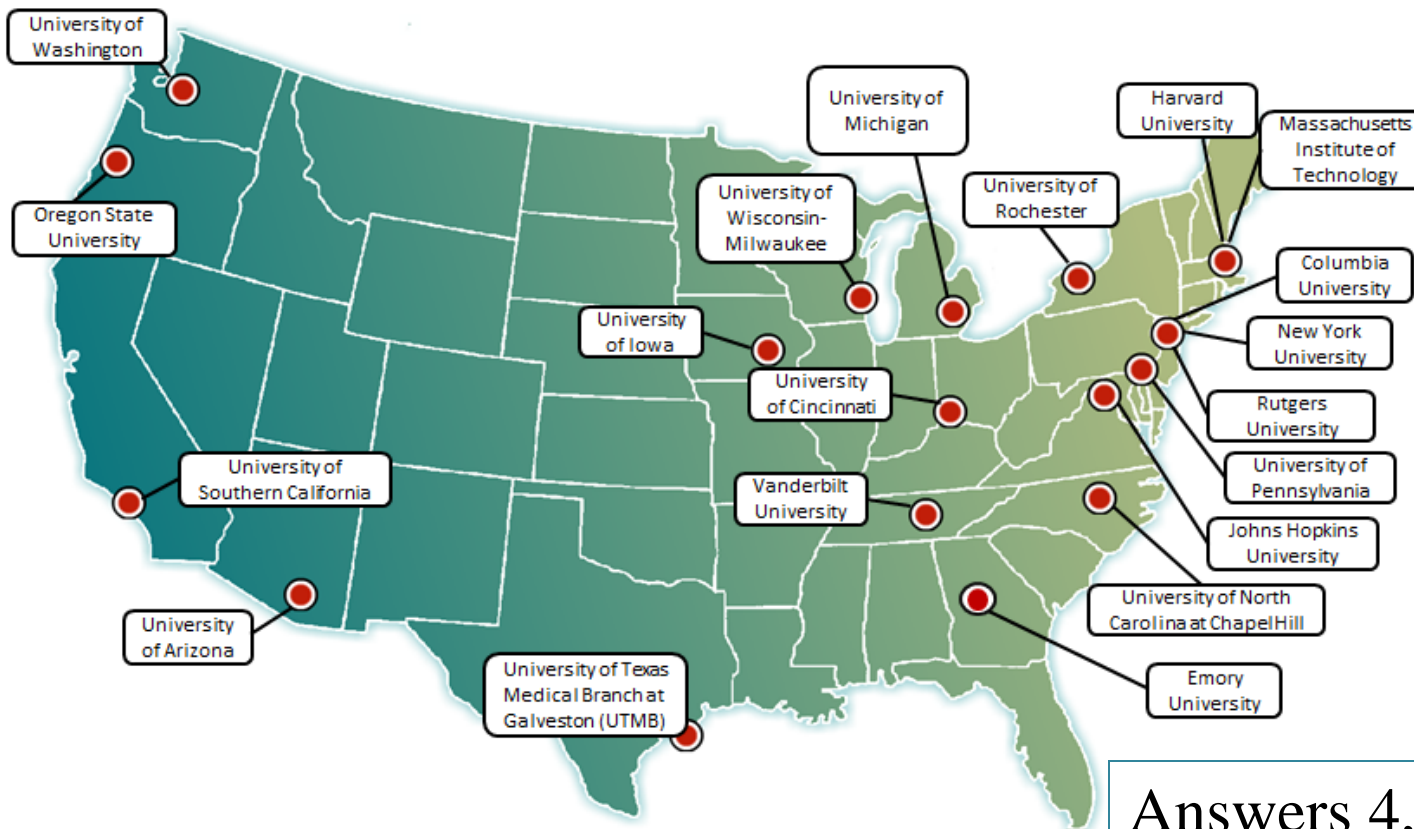 University of
Washington
Oregon State
University
University of
Michigan
University of
Wisconsin-
Milwaukee
University of
Rochester
Harvard
University
Massachusetts
Institute of
Technology
Columbia
University
New York
University
Rutgers
University
University of
Pennsylvania
Johns Hopkins
University
University
of Iowa
University
of Cincinnati
Vanderbilt
University
University of
Southern California
University
of Arizona
University of Texas
Medical Branch at
Galveston (UTMB)
University of North
Carolina at Chapel Hill
Emory
University
Answers 4.